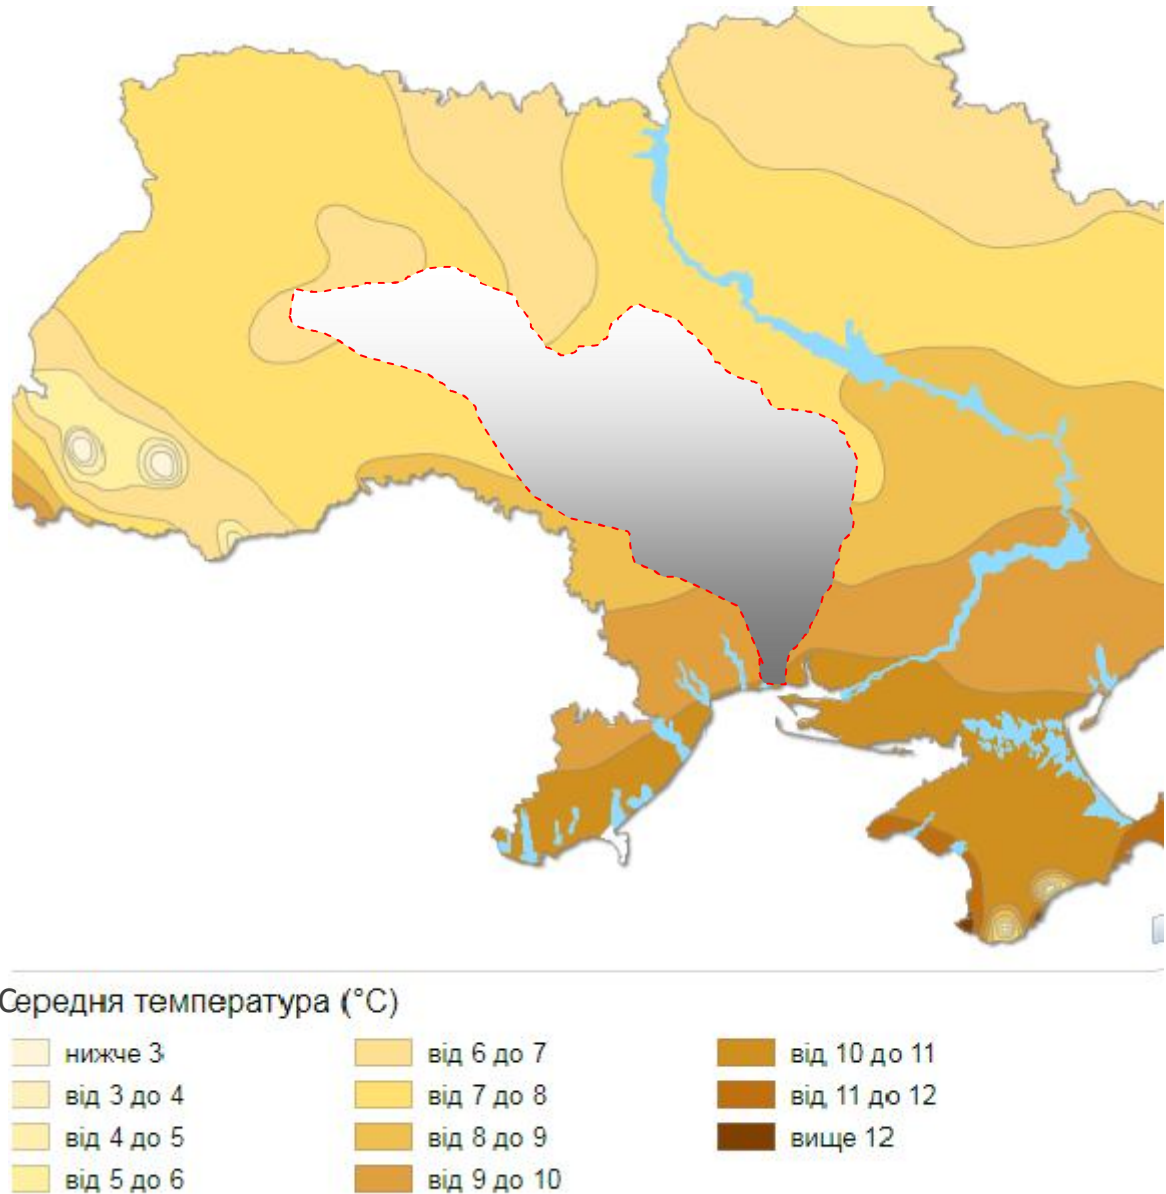 Середня температура (°C)
нижче 3
від 3 до 4
від 4 до 5
від 5 до 6
від 6 до 7
від 7 до 8
від 8 до 9
від 9 до 10
від 10 до 11
від 11 до 12
вище 12